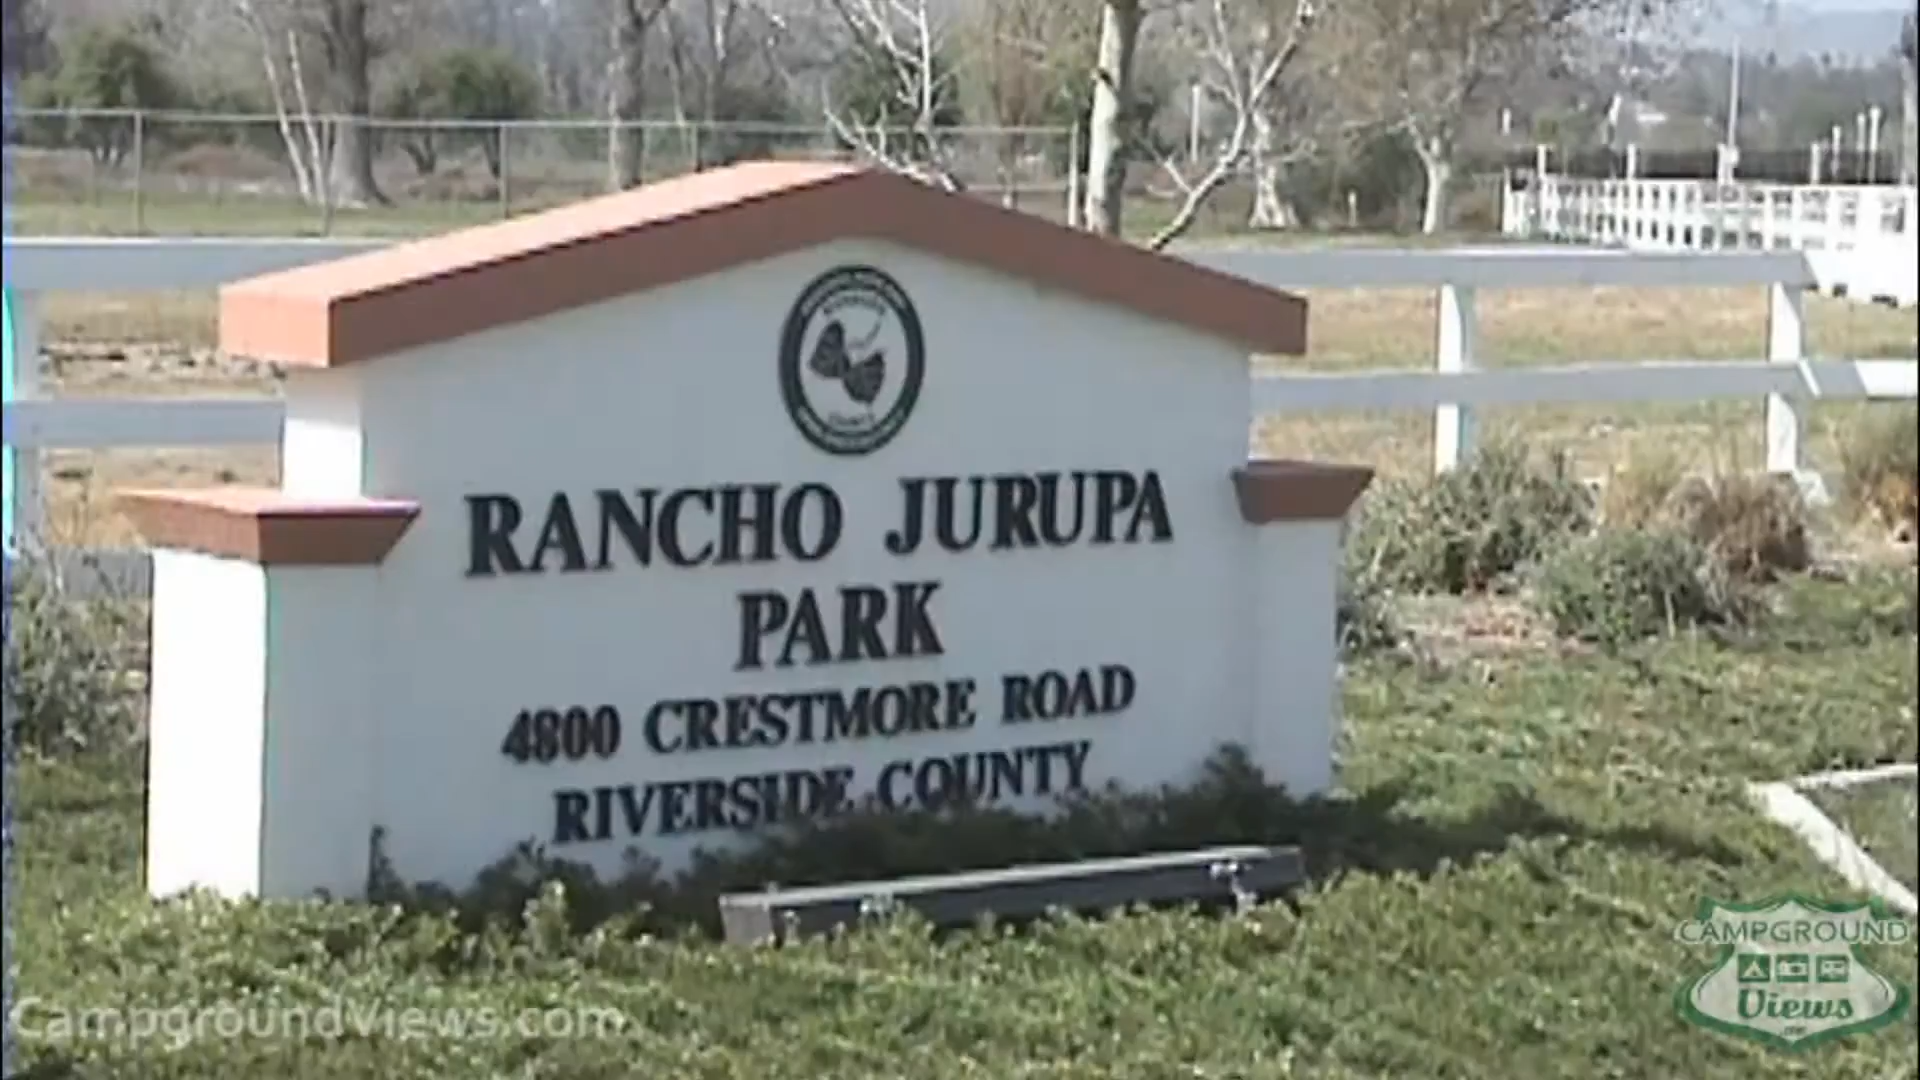 RANCHO JURUPA
PARK
4800 CRESTMORE ROAD
RIVERSIDE COUNTY
CampgroundViews.com
CAMPGROUND
Views